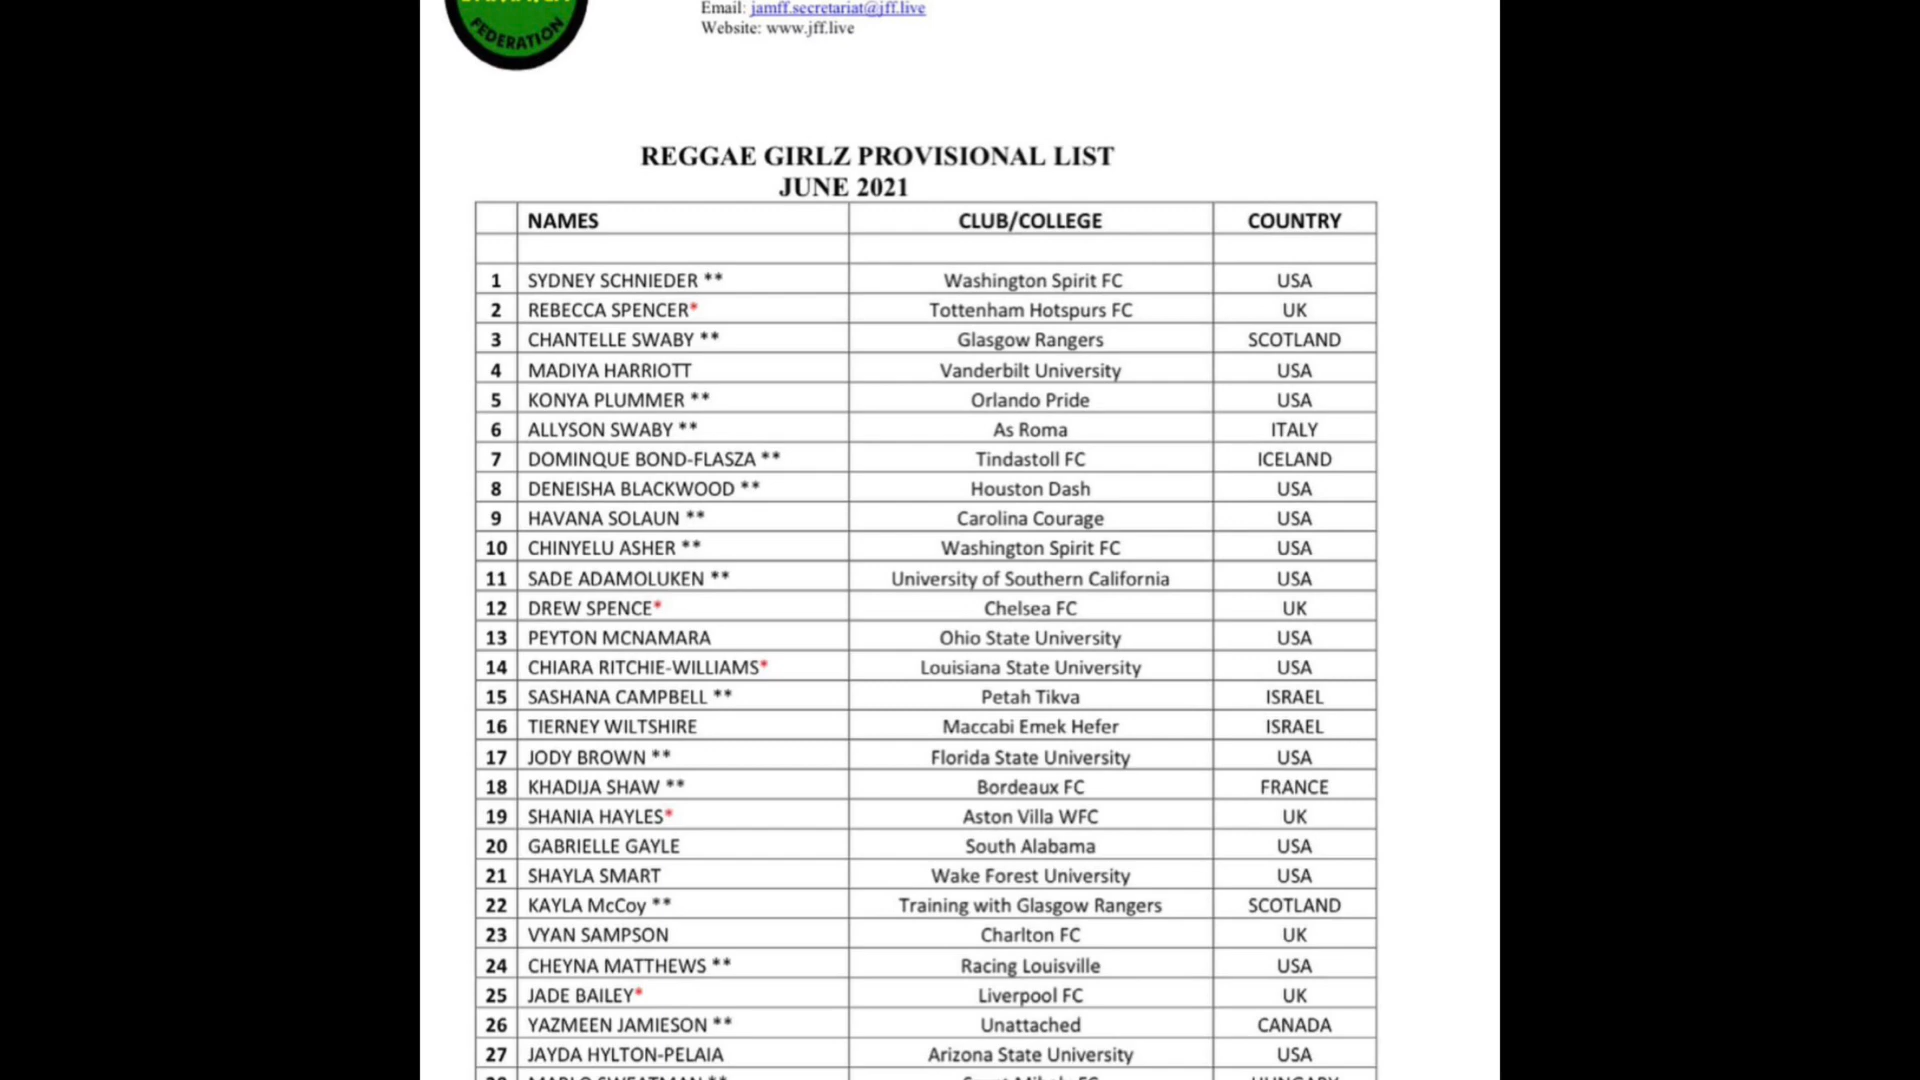 FEDERATION
Email: jamff.secretariat@jff.live
Website: www.jff.live
REGGAE GIRLZ PROVISIONAL LIST
JUNE 2021
NAMES CLUB/COLLEGE COUNTRY
1 SYDNEY SCHNIEDER ** Washington Spirit FC USA
2 REBECCA SPENCER* Tottenham Hotspurs FC UK
3 CHANTELLE SWABY ** Glasgow Rangers SCOTLAND
4 MADIYA HARRIOTT Vanderbilt University USA
5 KONYA PLUMMER ** Orlando Pride USA
6 ALLYSON SWABY ** As Roma ITALY
7 DOMINQUE BOND-FLASZA ** Tindastoll FC ICELAND
8 DENEISHA BLACKWOOD ** Houston Dash USA
9 HAVANA SOLAUN ** Carolina Courage USA
10 CHINYELU ASHER ** Washington Spirit FC USA
11 SADE ADAMOLUKEN ** University of Southern California USA
12 DREW SPENCE* Chelsea FC UK
13 PEYTON MCNAMARA Ohio State University USA
14 CHIARA RITCHIE-WILLIAMS* Louisiana State University USA
15 SASHANA CAMPBELL ** Petah Tikva ISRAEL
16 TIERNEY WILTSHIRE Maccabi Emek Hefer ISRAEL
17 JODY BROWN ** Florida State University USA
18 KHADIJA SHAW ** Bordeaux FC FRANCE
19 SHANIA HAYLES* Aston Villa WFC UK
20 GABRIELLE GAYLE South Alabama USA
21 SHAYLA SMART Wake Forest University USA
22 KAYLA McCoy ** Training with Glasgow Rangers SCOTLAND
23 VYAN SAMPSON Charlton FC UK
24 CHEYNA MATTHEWS ** Racing Louisville USA
25 JADE BAILEY* Liverpool FC UK
26 YAZMEEN JAMIESON ** Unattached CANADA
27 JAYDA HYLTON-PELAIA Arizona State University USA